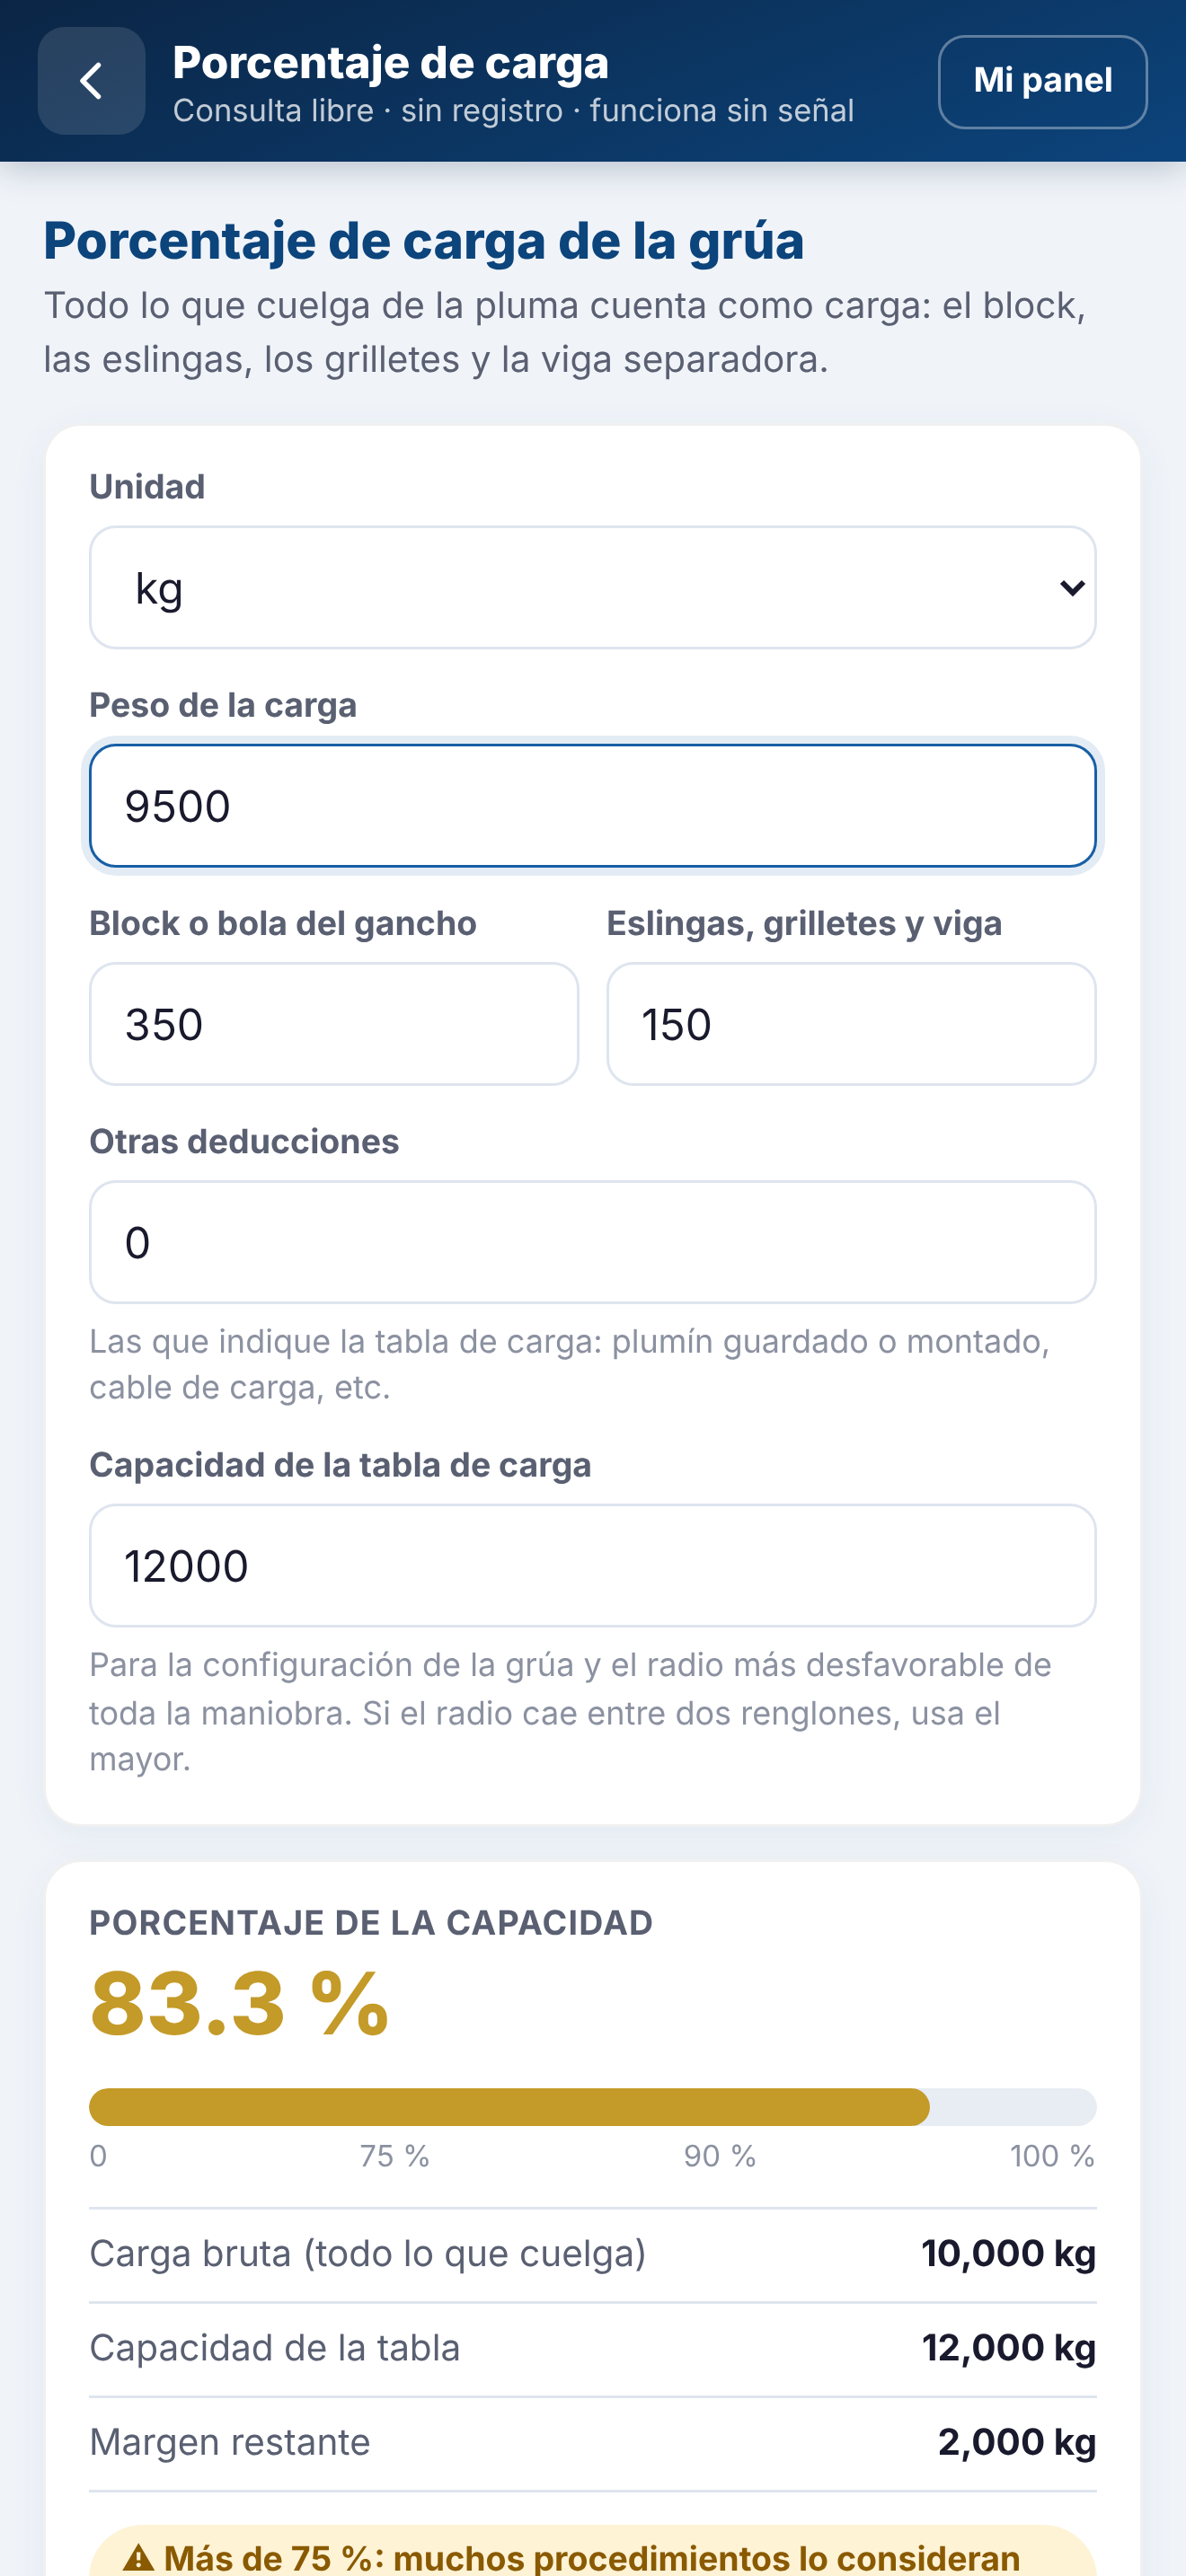 Porcentaje de carga
Consulta libre · sin registro · funciona sin señal
Mi panel
Porcentaje de carga de la grúa
Todo lo que cuelga de la pluma cuenta como carga: el block,
las eslingas, los grilletes y la viga separadora.
Unidad
kg
Peso de la carga
9500
Block o bola del gancho
Eslingas, grilletes y viga
350
150
Otras deducciones
0
Las que indique la tabla de carga: plumín guardado o montado,
cable de carga, etc.
Capacidad de la tabla de carga
12000
Para la configuración de la grúa y el radio más desfavorable de
toda la maniobra. Si el radio cae entre dos renglones, usa el
mayor.
PORCENTAJE DE LA CAPACIDAD
83.3 %
0 75 % 90 % 100 %
Carga bruta (todo lo que cuelga) 10,000 kg
Capacidad de la tabla 12,000 kg
Margen restante 2,000 kg
⚠ Más de 75 %: muchos procedimientos lo consideran